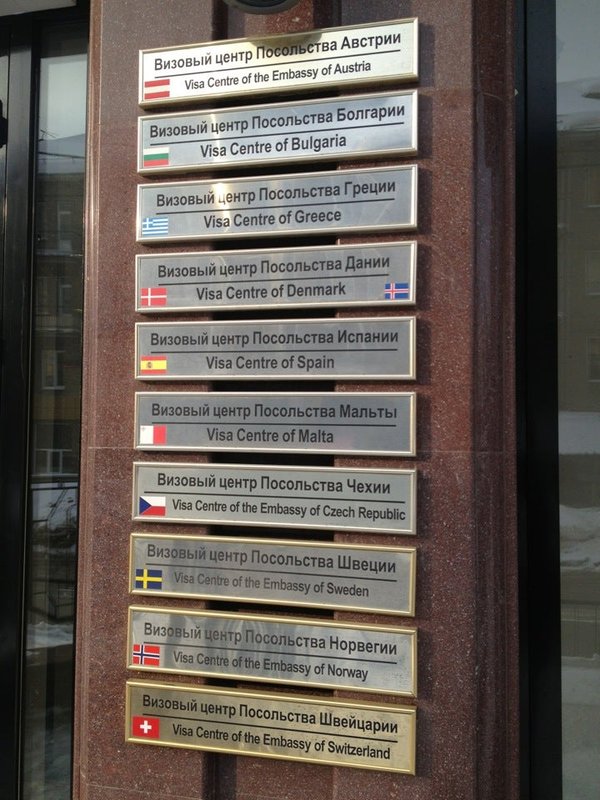 Визовый центр Посольства Австрии
Visa Centre of the Embassy of Austria
Визовый центр Посольства Болгарии
Visa Centre of Bulgaria
Визовый центр Посольства Греции
Visa Centre of Greece
Визовый центр Посольства Дании
Visa Centre of Denmark
Визовый центр Посольства Испании
Visa Centre of Spain
Визовый центр Посольства Мальты
Visa Centre of Malta
Визовый центр Посольства Чехии
Visa Centre of the Embassy of Czech Republic
Визовый центр Посольства Швеции
Visa Centre of the Embassy of Sweden
Визовый центр Посольства Норвегии
Visa Centre of the Embassy of Norway
Визовый центр Посольства Швейцарии
Visa Centre of the Embassy of Switzerland